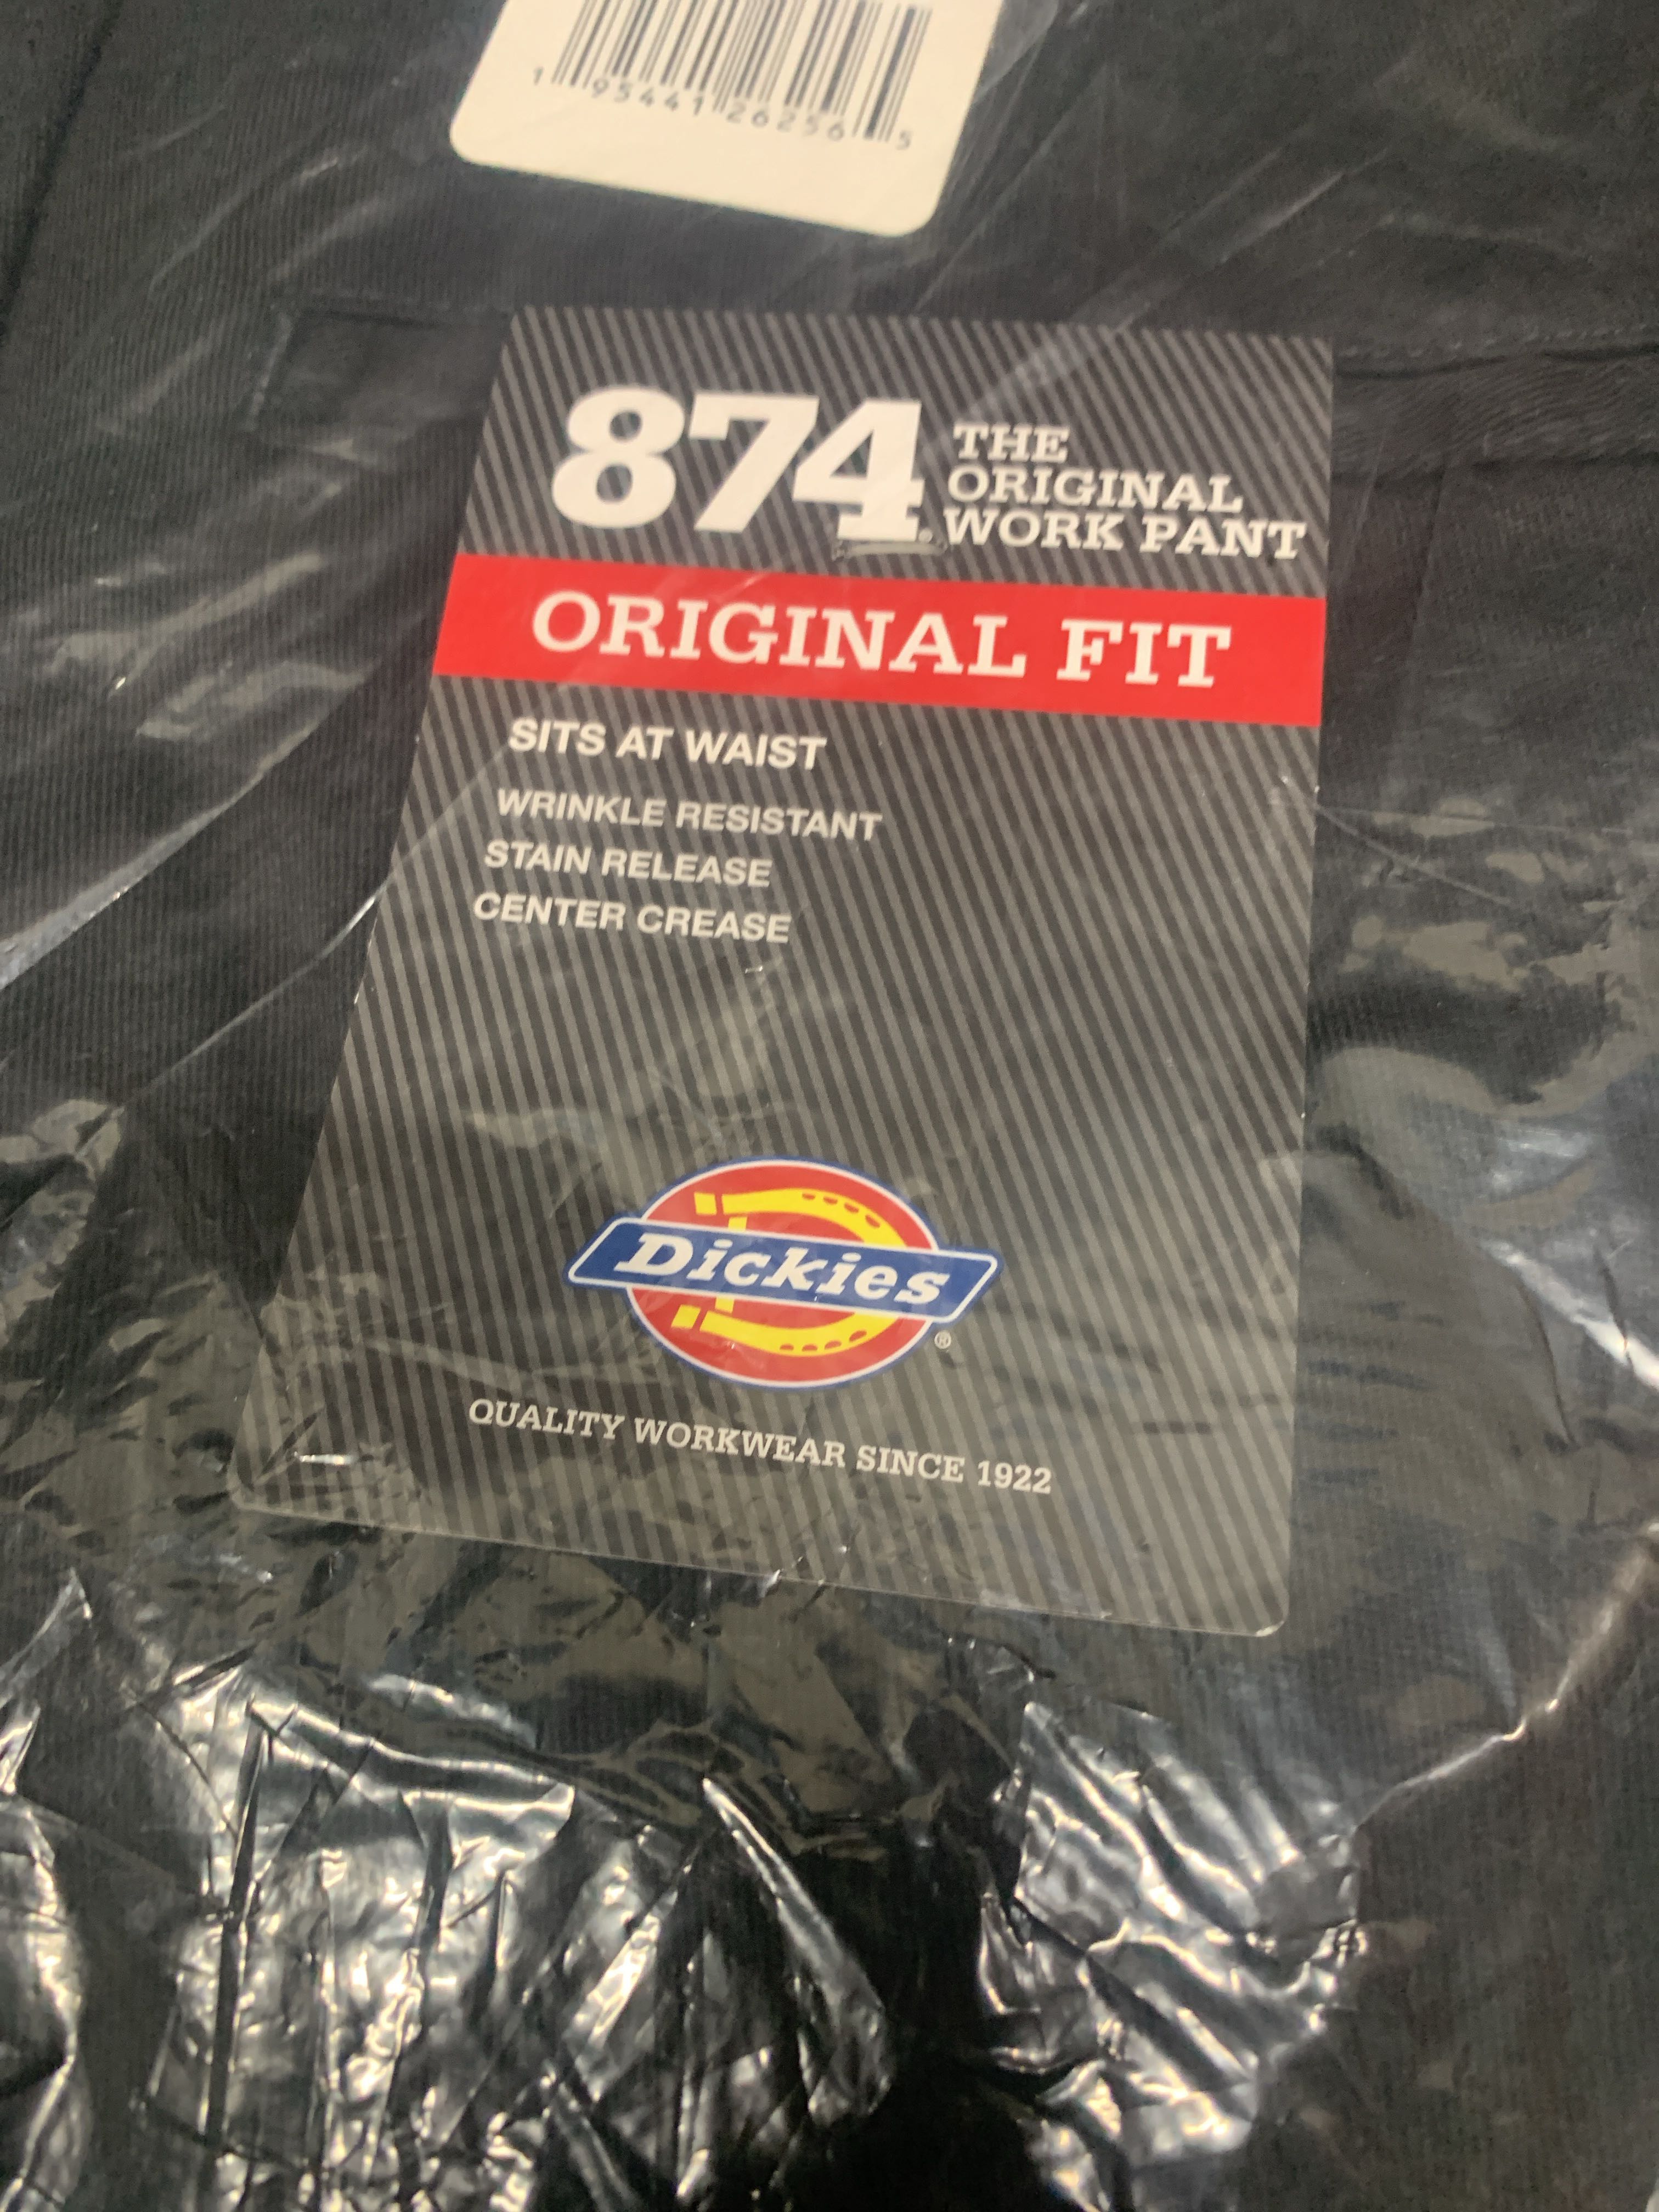 1 95441 26256 5
874® THE
ORIGINAL
WORK PANT
ORIGINAL FIT
SITS AT WAIST
WRINKLE RESISTANT
STAIN RELEASE
CENTER CREASE
Dickies
®
QUALITY WORKWEAR SINCE 1922